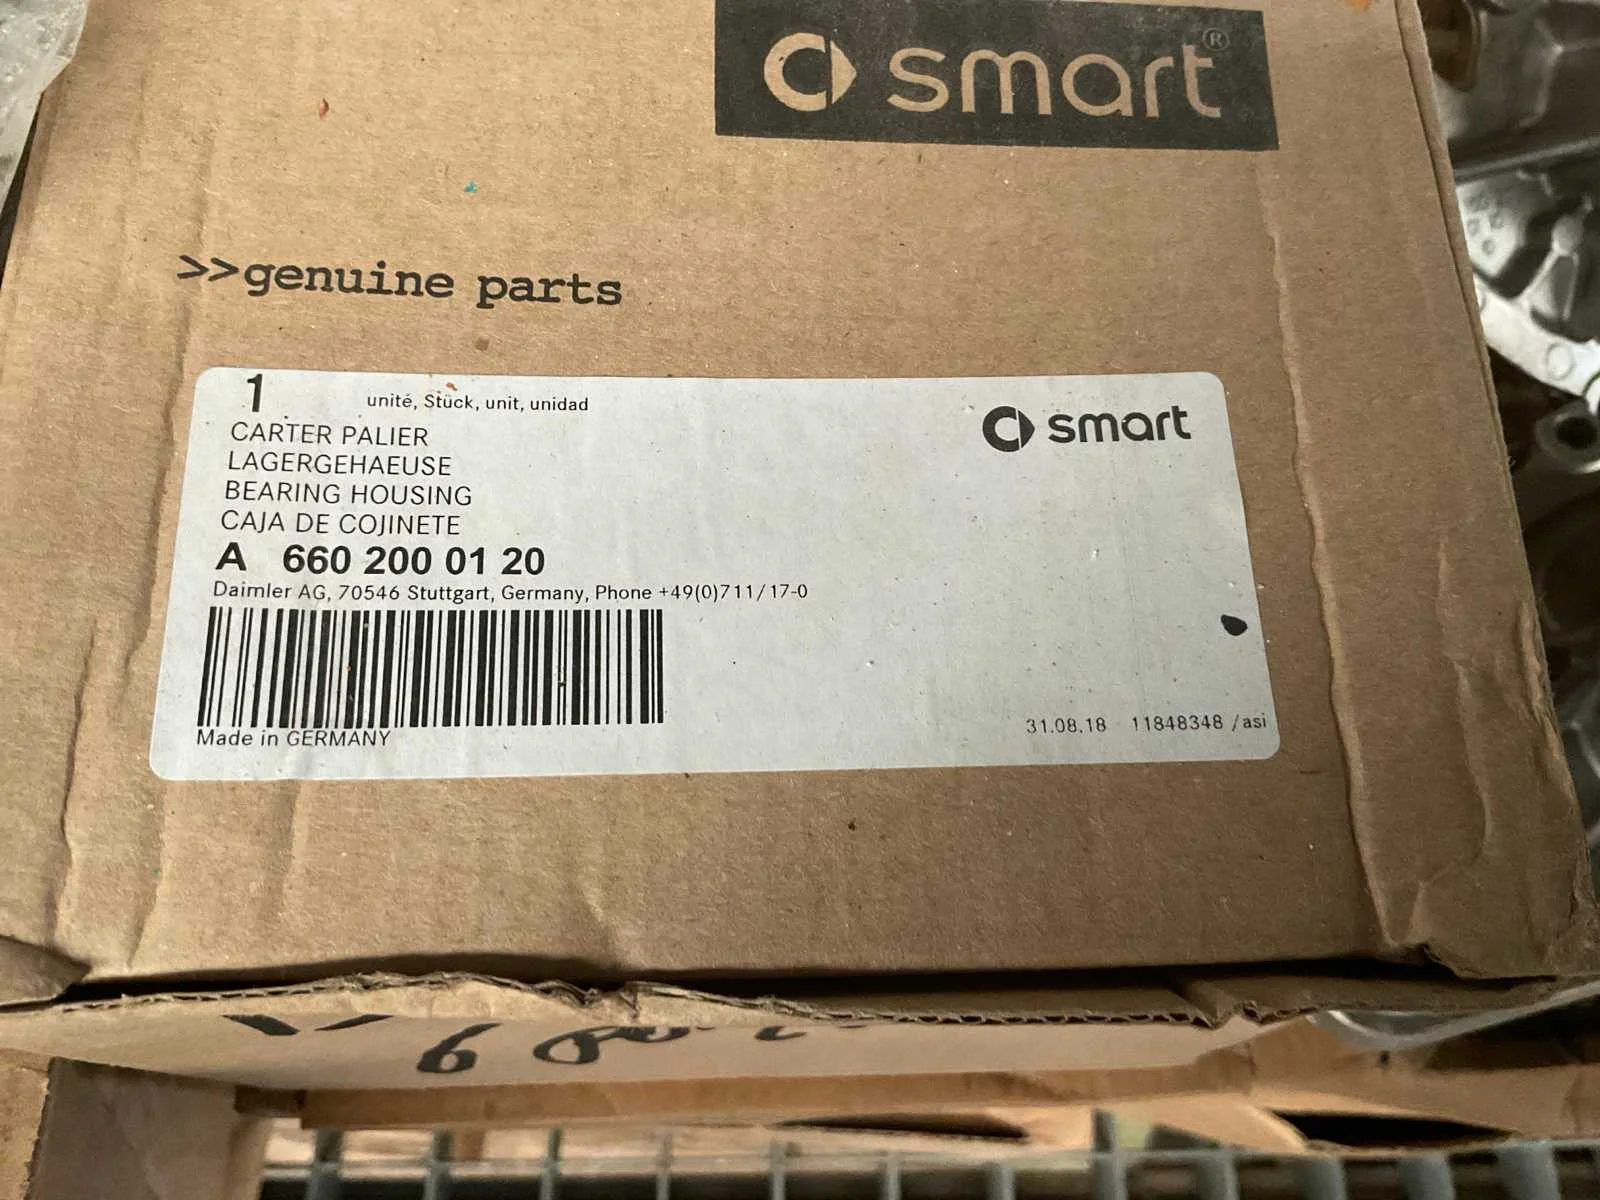 smart®
>>genuine parts
1 unité, Stück, unit, unidad
smart
CARTER PALIER
LAGERGEHAEUSE
BEARING HOUSING
CAJA DE COJINETE
A 660 200 01 20
Daimler AG, 70546 Stuttgart, Germany, Phone +49(0)711/17-0
Made in GERMANY
31.08.18 11848348 /asi